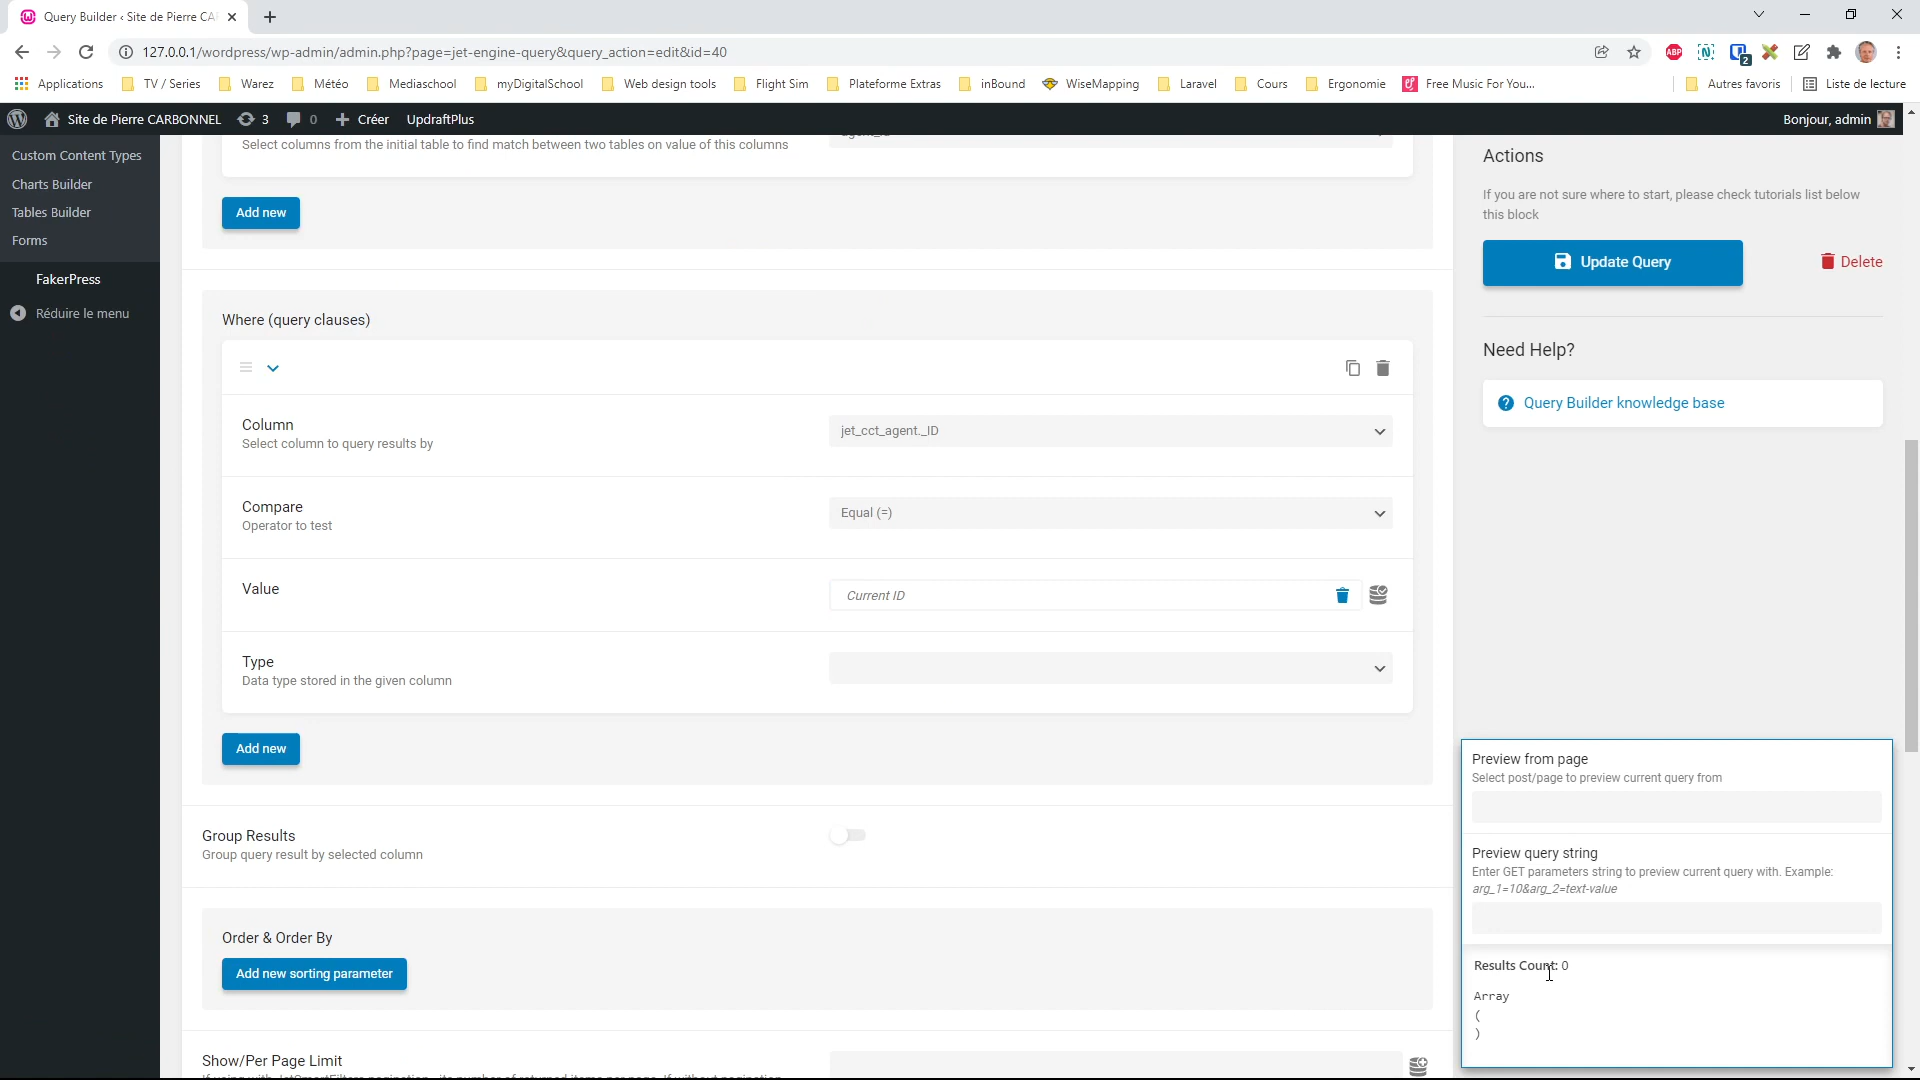 Query Builder ‹ Site de Pierre CA
127.0.0.1/wordpress/wp-admin/admin.php?page=jet-engine-query&query_action=edit&id=40
ABP
2
Applications
TV / Series
Warez
Météo
Mediaschool
myDigitalSchool
Web design tools
Flight Sim
Plateforme Extras
inBound
WiseMapping
Laravel
Cours
Ergonomie
Free Music For You...
Autres favoris
Liste de lecture
Site de Pierre CARBONNEL
3
0
Créer
UpdraftPlus
Bonjour, admin
Custom Content Types
Charts Builder
Tables Builder
Forms
FakerPress
Réduire le menu
Select columns from the initial table to find match between two tables on value of this columns
Add new
Where (query clauses)
Column
Select column to query results by
jet_cct_agent._ID
Compare
Operator to test
Equal (=)
Value
Current ID
Type
Data type stored in the given column
Add new
Group Results
Group query result by selected column
Order & Order By
Add new sorting parameter
Show/Per Page Limit
Actions
If you are not sure where to start, please check tutorials list below
this block
Update Query
Delete
Need Help?
Query Builder knowledge base
Preview from page
Select post/page to preview current query from
Preview query string
Enter GET parameters string to preview current query with. Example:
arg_1=10&arg_2=text-value
Results Count: 0
Array
(
)